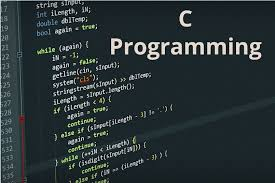 C
Programming
string sInput;
int iLength, iN;
double dblTemp;
bool again = true;
while (again) {
iN = -1;
again = false;
getline(cin, sInput);
system("cls");
stringstream(sInput) >> dblTemp;
iLength = sInput.length();
if (iLength < 4) {
again = true;
continue;
} else if (sInput[iLength - 3] != '.') {
again = true;
continue;
} while (++iN < iLength) {
if (isdigit(sInput[iN])) {
continue;
} else if (iN == (iLength - 3)) {